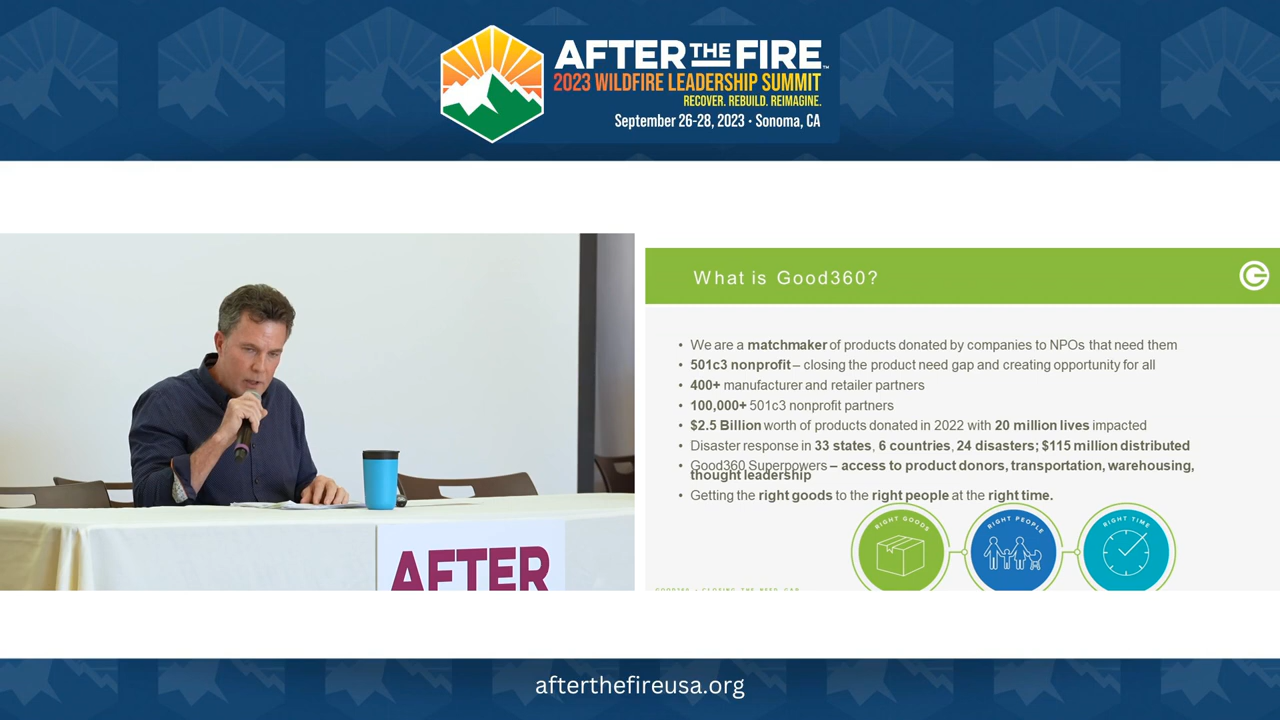 AFTER THE FIRE™
2023 WILDFIRE LEADERSHIP SUMMIT
RECOVER. REBUILD. REIMAGINE.
September 26-28, 2023 • Sonoma, CA
AFTER
What is Good360?
• We are a matchmaker of products donated by companies to NPOs that need them
• 501c3 nonprofit – closing the product need gap and creating opportunity for all
• 400+ manufacturer and retailer partners
• 100,000+ 501c3 nonprofit partners
• $2.5 Billion worth of products donated in 2022 with 20 million lives impacted
• Disaster response in 33 states, 6 countries, 24 disasters; $115 million distributed
• Good360 Superpowers – access to product donors, transportation, warehousing,
thought leadership
• Getting the right goods to the right people at the right time.
RIGHT GOODS
RIGHT PEOPLE
RIGHT TIME
afterthefireusa.org